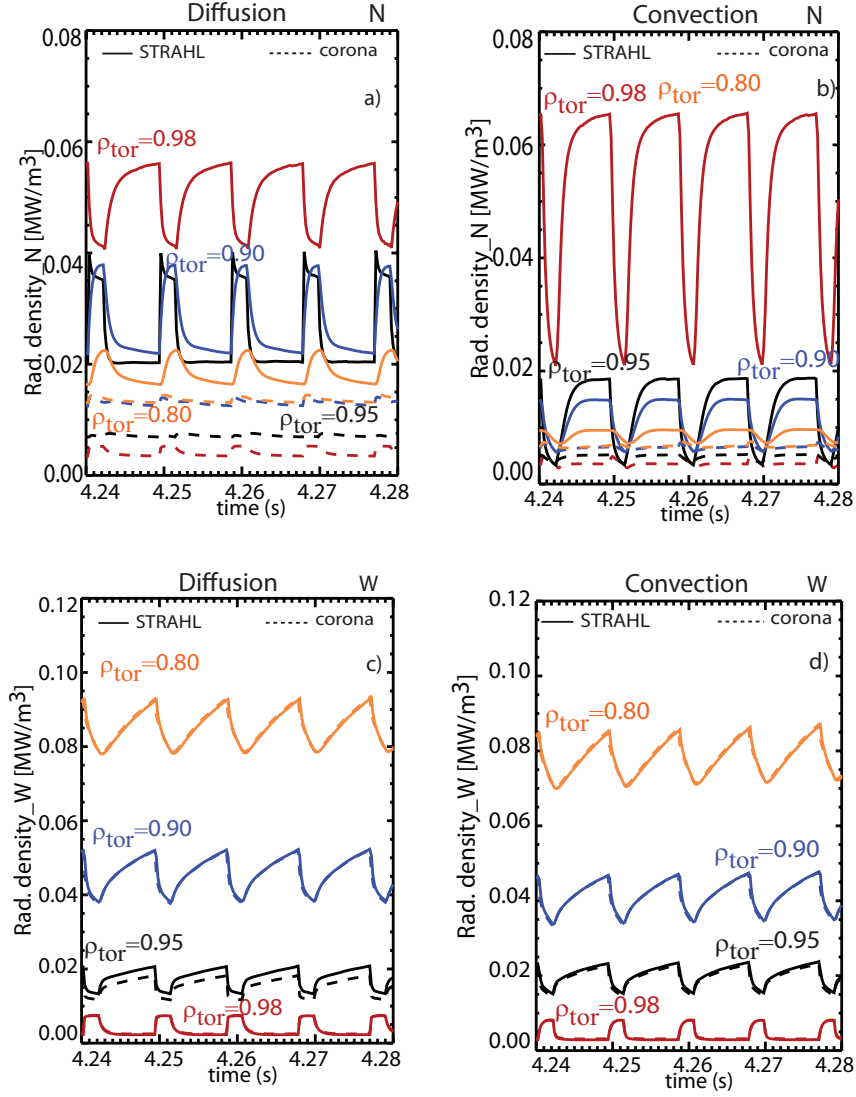 Diffusion N
0.08
STRAHL corona
a)
ρtor=0.98
0.06
ρtor=0.90
0.04
0.02
ρtor=0.80 ρtor=0.95
0.00
4.24 4.25 4.26 4.27 4.28
time (s)
Rad. density_N [MW/m³]
Convection N
0.08
STRAHL corona
ρtor=0.98 ρtor=0.80
b)
0.06
0.04
0.02
ρtor=0.95 ρtor=0.90
0.00
4.24 4.25 4.26 4.27 4.28
time (s)
Rad. density_N [MW/m³]
Diffusion W
0.12
STRAHL corona
c)
ρtor=0.80
0.10
0.08
0.06
ρtor=0.90
0.04
ρtor=0.95
0.02
ρtor=0.98
0.00
4.24 4.25 4.26 4.27 4.28
time (s)
Rad. density_W [MW/m³]
Convection W
0.12
STRAHL corona
d)
0.10
ρtor=0.80
0.08
0.06
ρtor=0.90
0.04
ρtor=0.95
0.02
ρtor=0.98
0.00
4.24 4.25 4.26 4.27 4.28
time (s)
Rad. density_W [MW/m³]